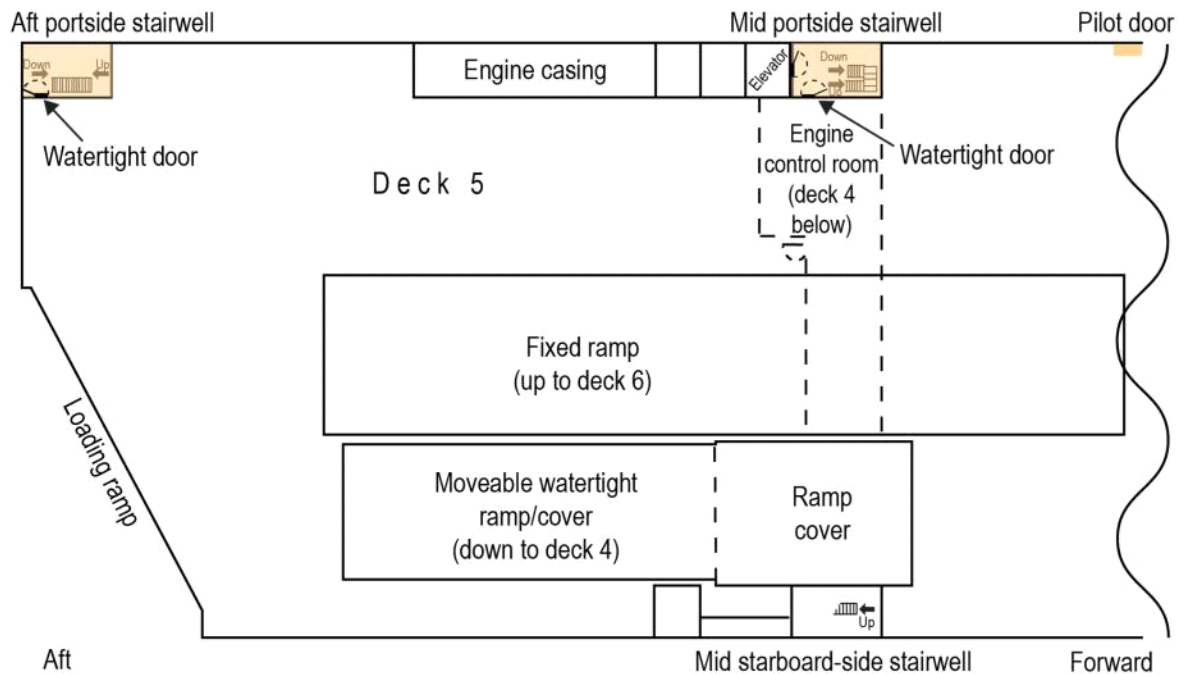 Aft portside stairwell
Mid portside stairwell
Pilot door
Down
Up
Engine casing
Elevator
Down
Up
Watertight door
Engine
control room
(deck 4
below)
Watertight door
Deck 5
Fixed ramp
(up to deck 6)
Loading ramp
Moveable watertight
ramp/cover
(down to deck 4)
Ramp
cover
Up
Aft
Mid starboard-side stairwell
Forward